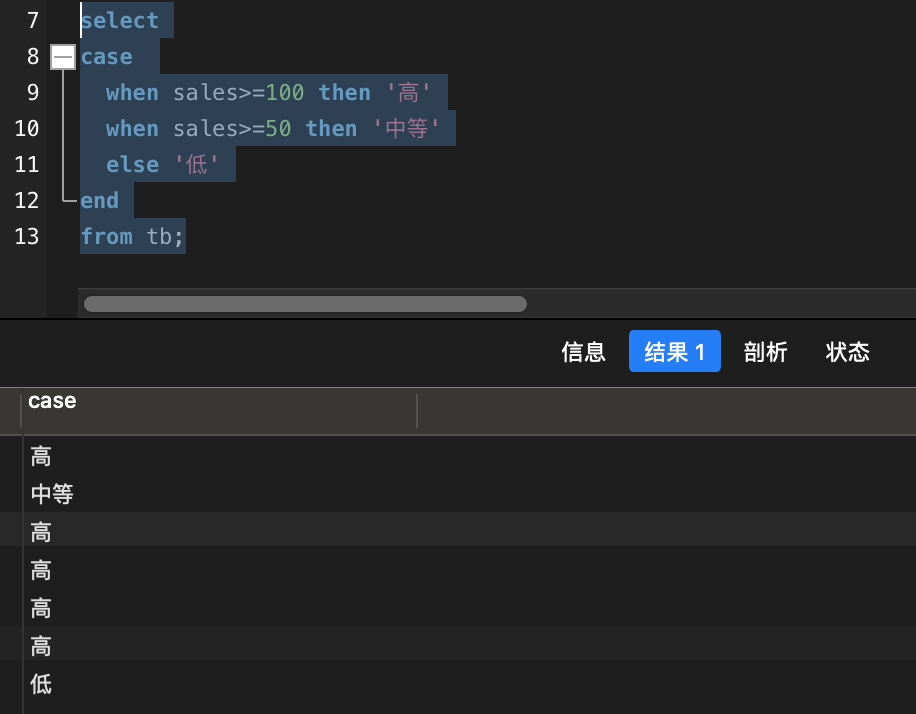 7 select
8 case
9 when sales>=100 then '高'
10 when sales>=50 then '中等'
11 else '低'
12 end
13 from tb;
信息 结果 1 剖析 状态
case
高
中等
高
高
高
高
低